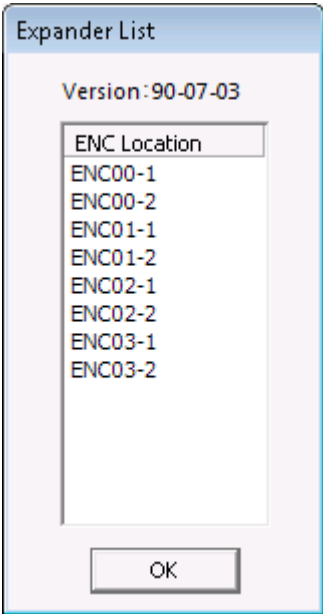 Expander List
Version:90-07-03
ENC Location
ENC00-1
ENC00-2
ENC01-1
ENC01-2
ENC02-1
ENC02-2
ENC03-1
ENC03-2
OK